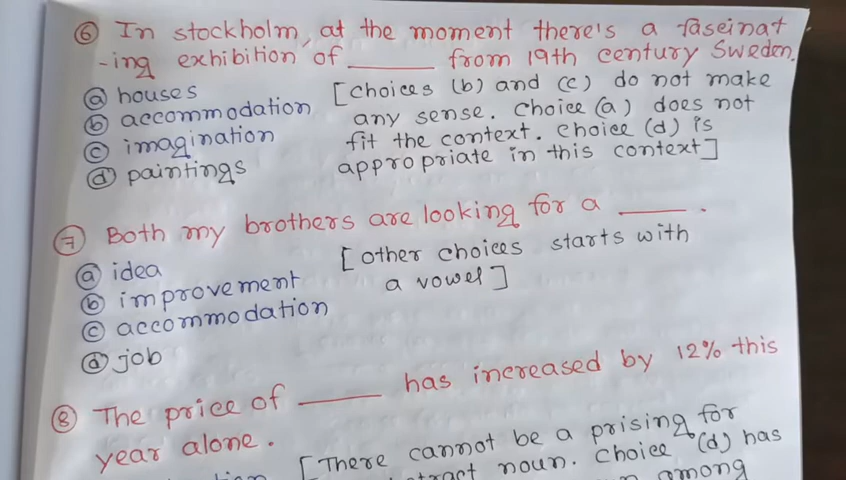 ⑥ In stockholm, at the moment there's a fascinat
-ing exhibition of ______ from 19th century Sweden.
ⓐ houses [choices (b) and (c) do not make
ⓑ accommodation any sense. choice (a) does not
ⓒ imagination fit the context. choice (d) is
ⓓ paintings appropriate in this context]
⑦ Both my brothers are looking for a ____.
ⓐ idea [other choices starts with
ⓑ improvement a vowel]
ⓒ accommodation
ⓓ job
⑧ The price of _____ has increased by 12% this
year alone.
[There cannot be a prising for
noun. Choice (d) has
among